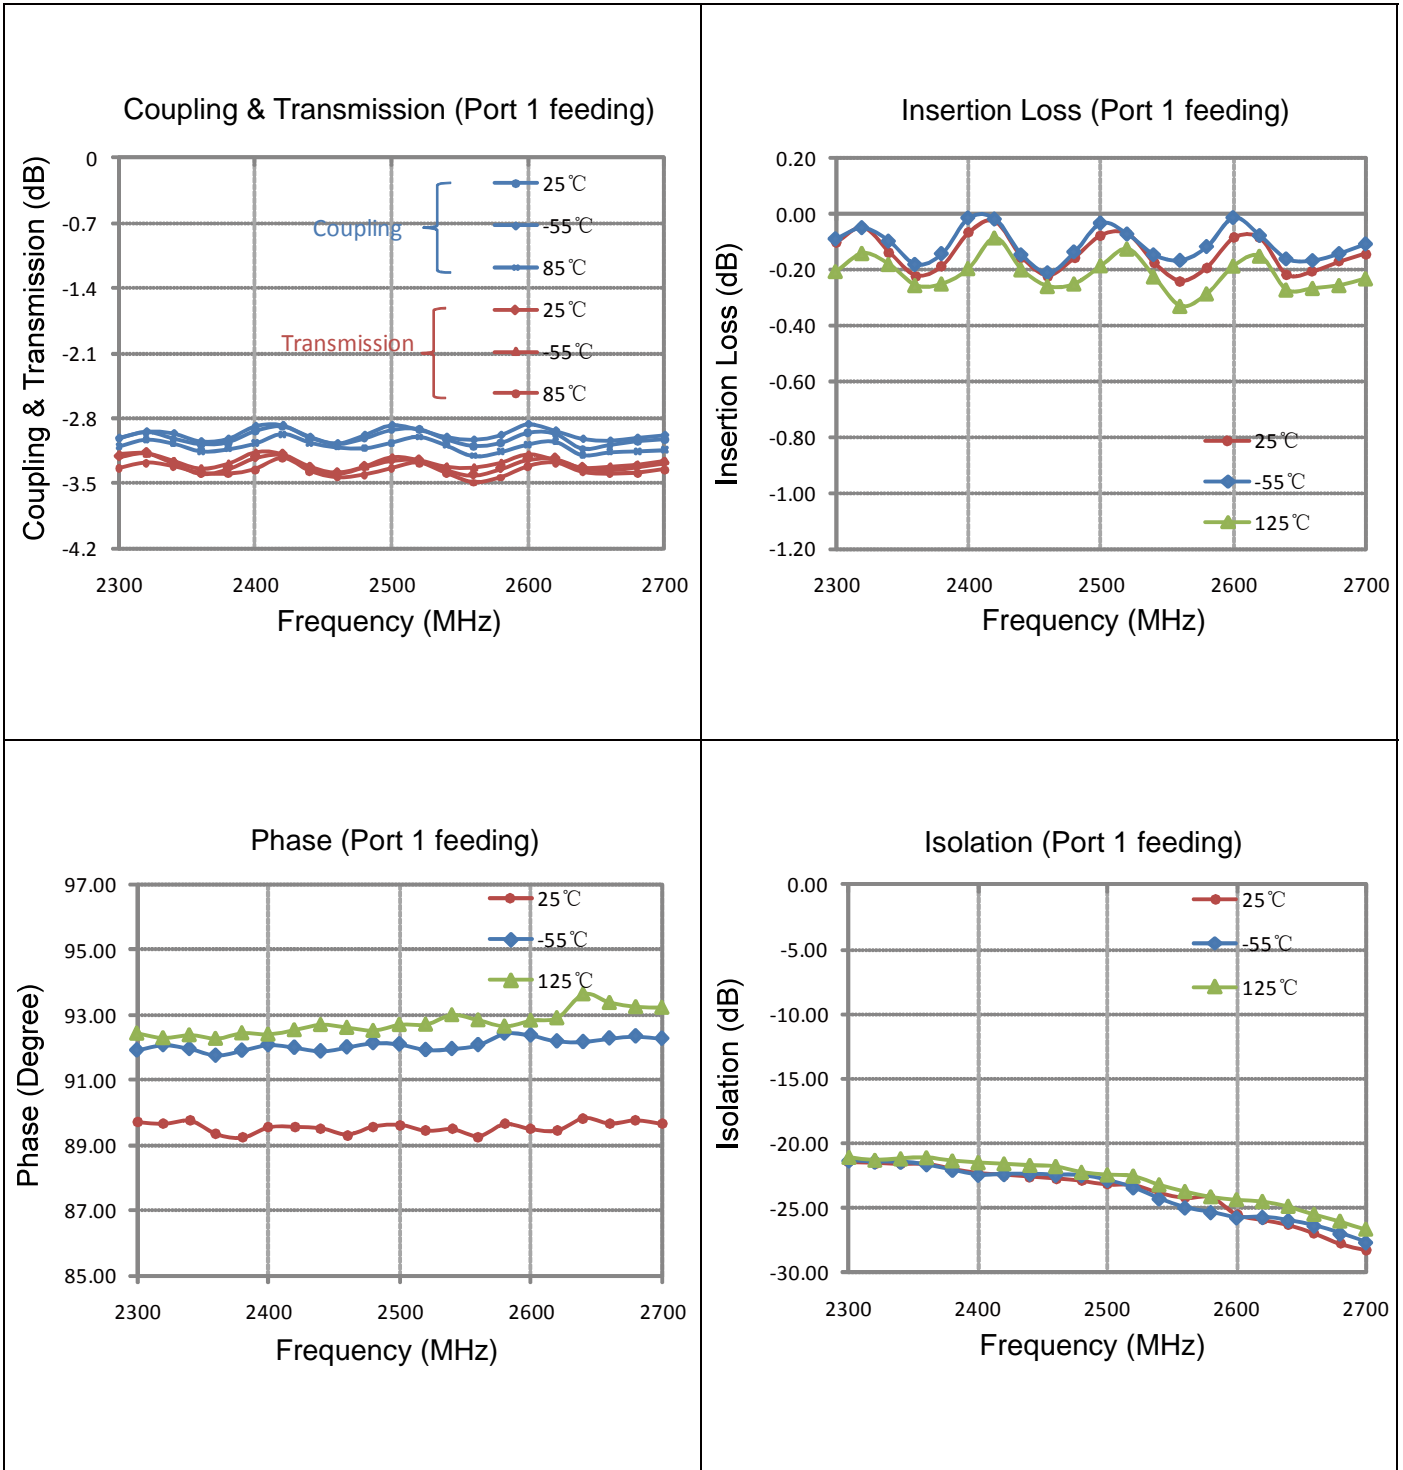 Coupling & Transmission (Port 1 feeding)
Coupling & Transmission (dB)
0
-0.7
-1.4
-2.1
-2.8
-3.5
-4.2
Coupling
25℃
-55℃
85℃
Transmission
25℃
-55℃
85℃
2300 2400 2500 2600 2700
Frequency (MHz)
Insertion Loss (Port 1 feeding)
Insertion Loss (dB)
0.20
0.00
-0.20
-0.40
-0.60
-0.80
-1.00
-1.20
25℃
-55℃
125℃
2300 2400 2500 2600 2700
Frequency (MHz)
Phase (Port 1 feeding)
Phase (Degree)
97.00
95.00
93.00
91.00
89.00
87.00
85.00
25℃
-55℃
125℃
2300 2400 2500 2600 2700
Frequency (MHz)
Isolation (Port 1 feeding)
Isolation (dB)
0.00
-5.00
-10.00
-15.00
-20.00
-25.00
-30.00
25℃
-55℃
125℃
2300 2400 2500 2600 2700
Frequency (MHz)